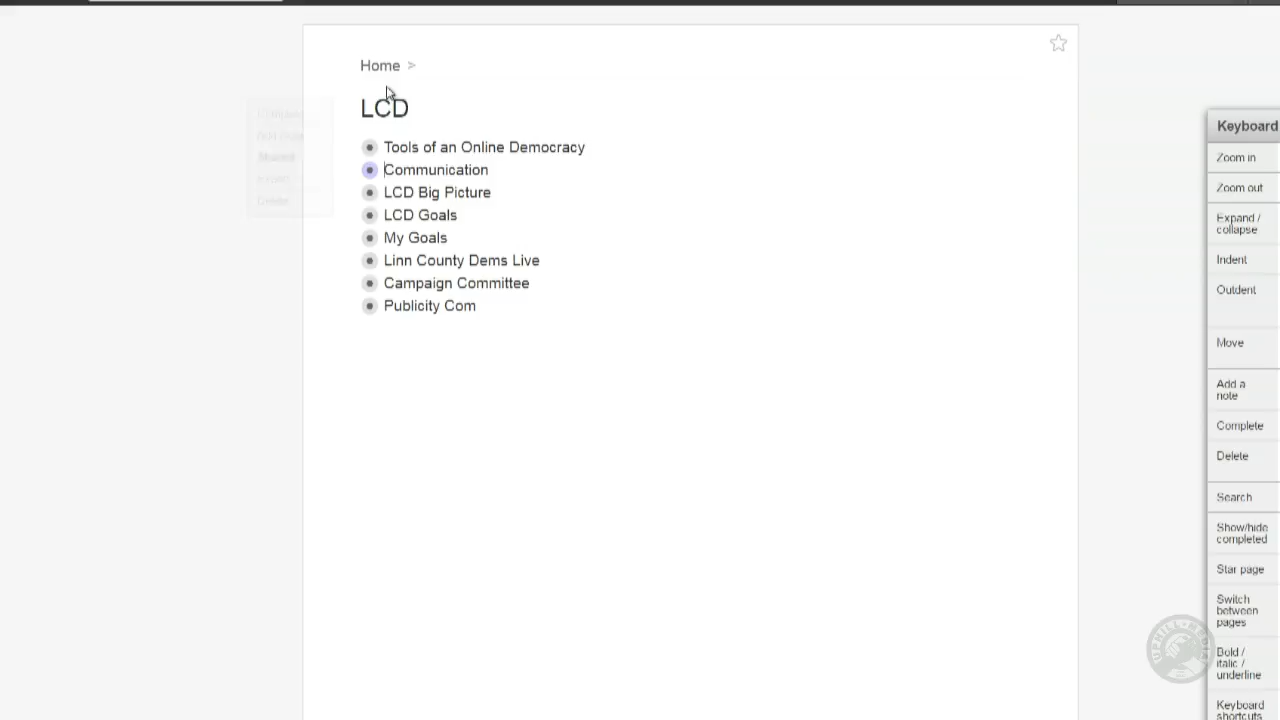 Home >
LCD
Tools of an Online Democracy
Communication
LCD Big Picture
LCD Goals
My Goals
Linn County Dems Live
Campaign Committee
Publicity Com
Keyboard
Zoom in
Zoom out
Expand /
collapse
Indent
Outdent
Move
Add a
note
Complete
Delete
Search
Show/hide
completed
Star page
Switch
between
pages
Bold /
italic /
underline
Keyboard
shortcuts